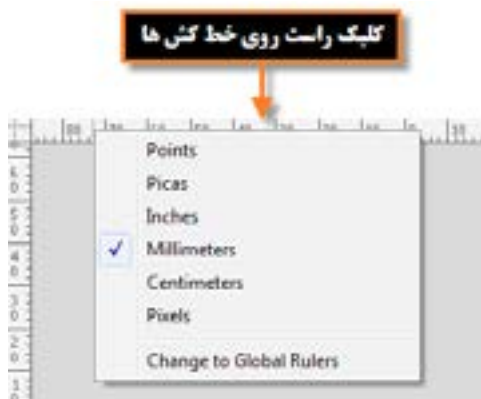 کلیک راست روی خط کش ها
Points
Picas
Inches
Millimeters
Centimeters
Pixels
Change to Global Rulers